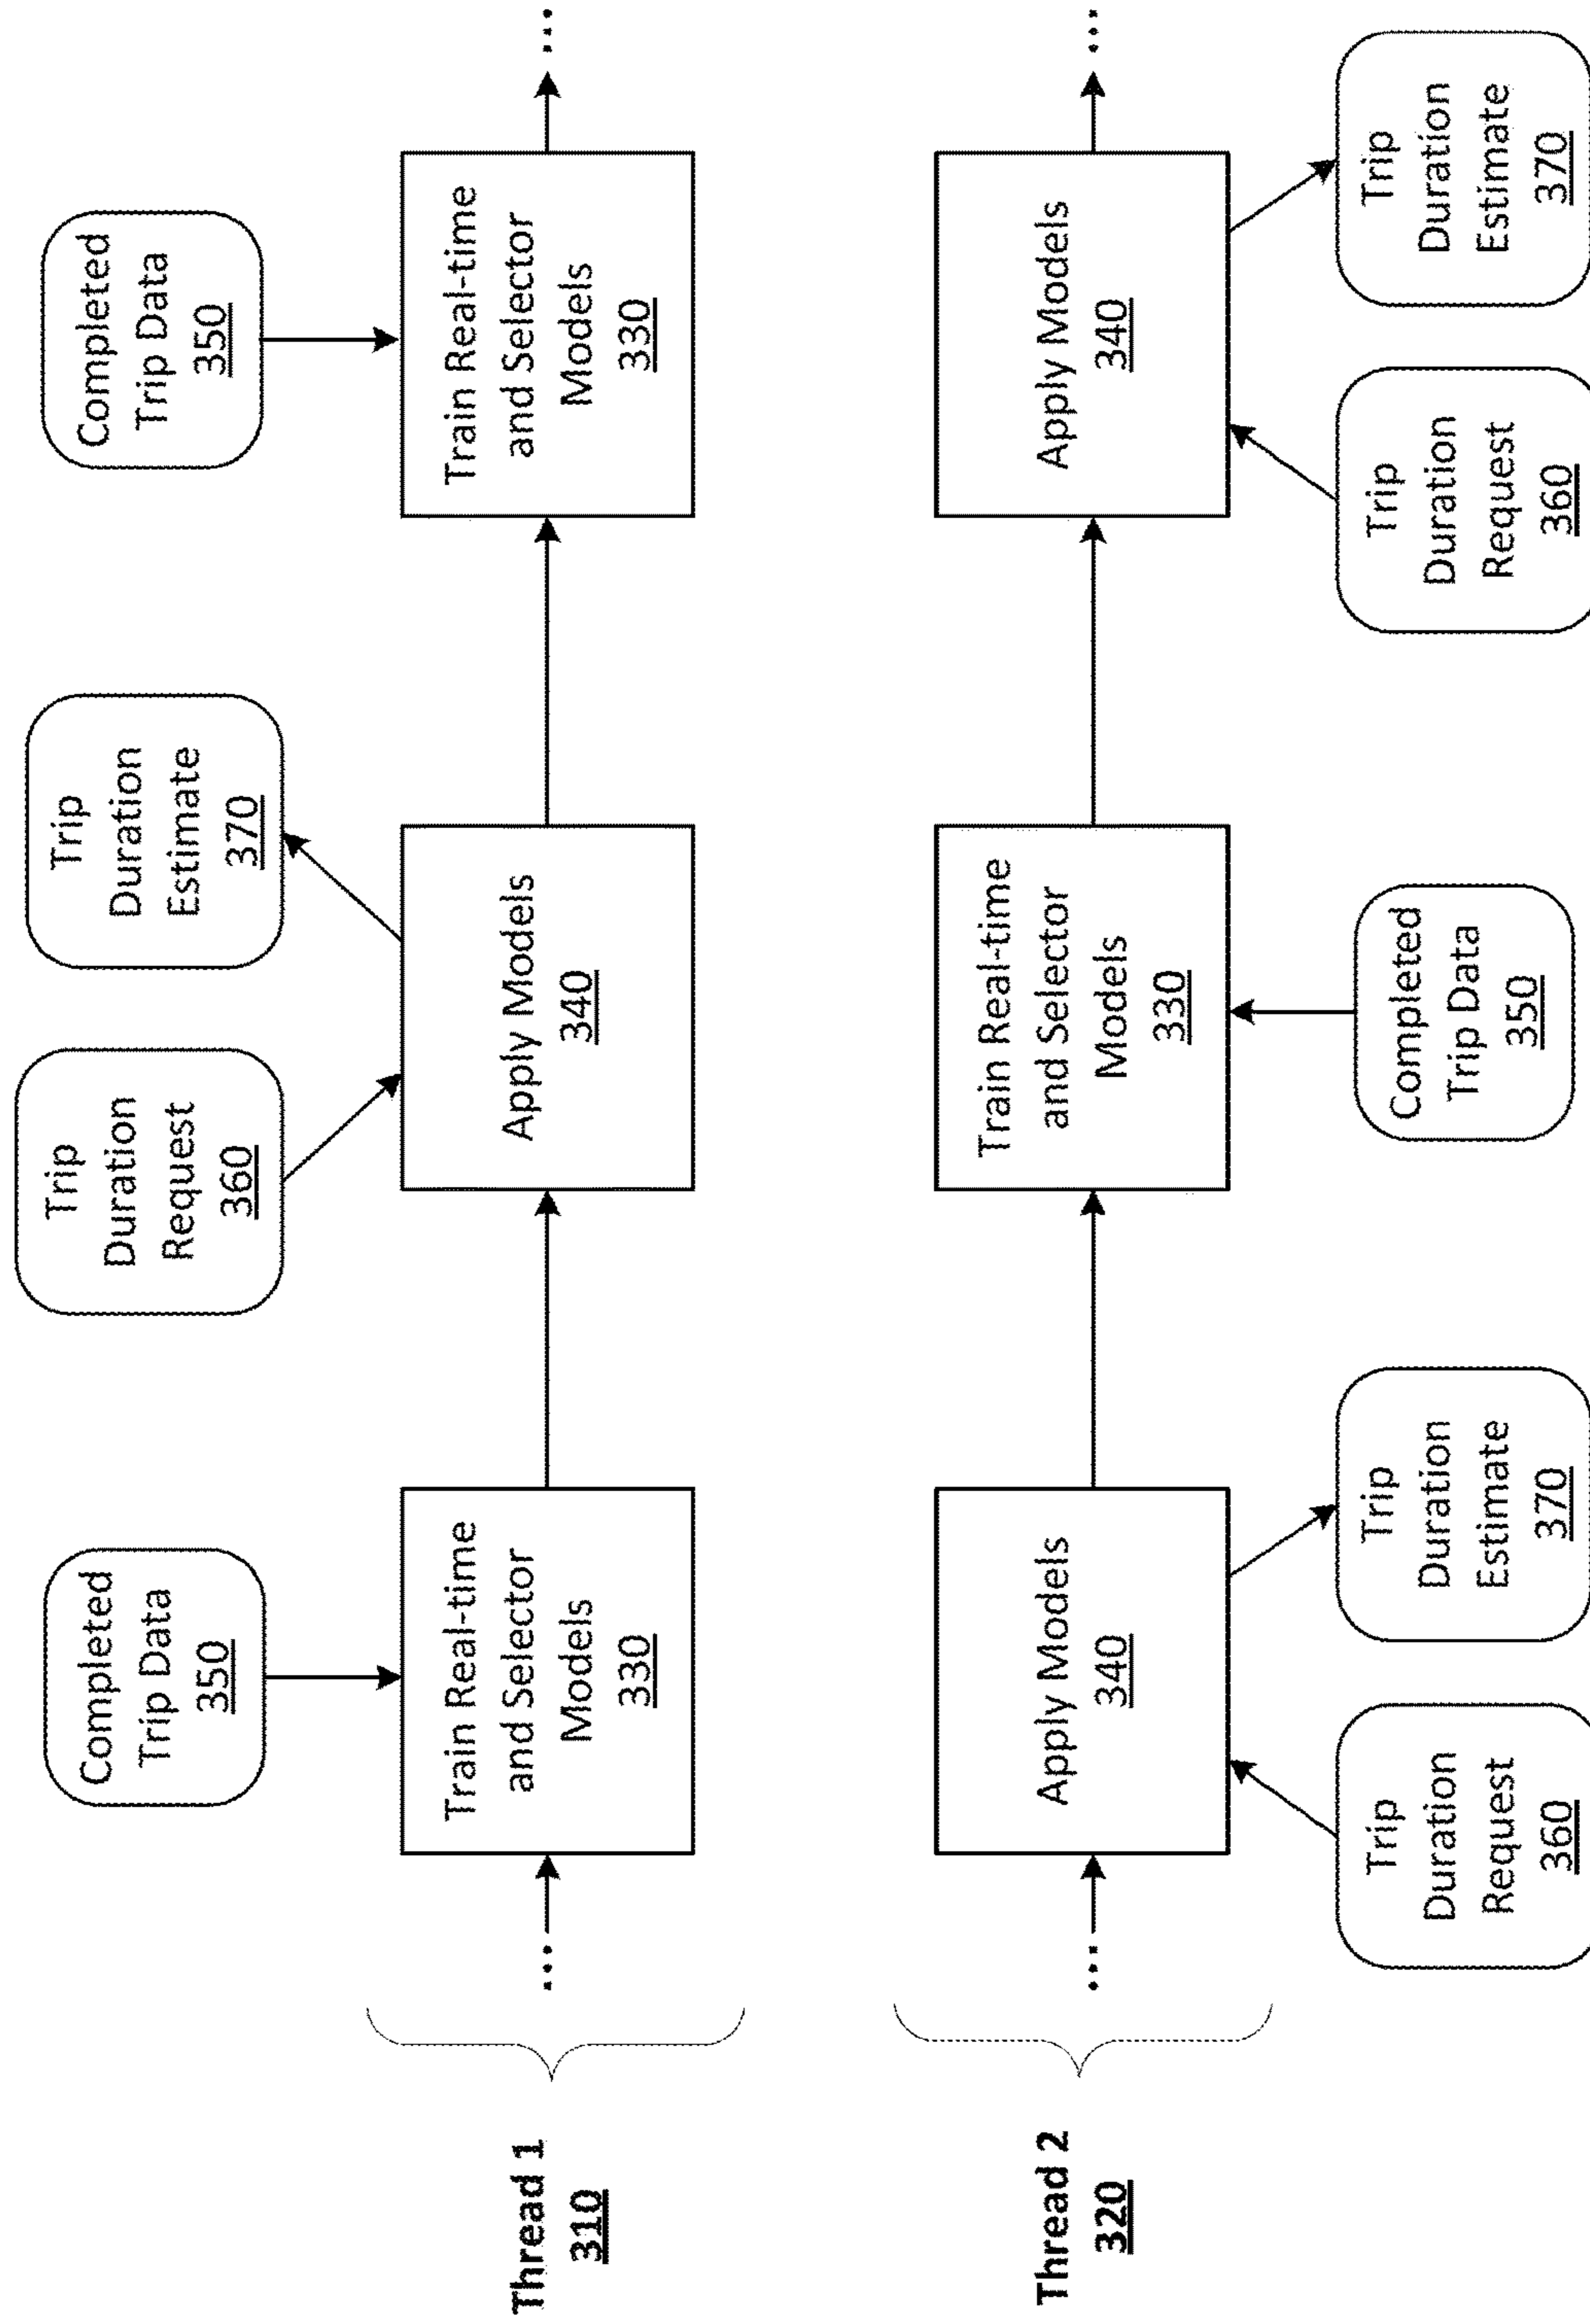 Completed
Trip Data
350
Trip
Duration
Request
360
Trip
Duration
Estimate
370
Completed
Trip Data
350
Thread 1
310
...
Train Real-time
and Selector
Models
330
Apply Models
340
Train Real-time
and Selector
Models
330
...
Thread 2
320
...
Apply Models
340
Train Real-time
and Selector
Models
330
Apply Models
340
...
Trip
Duration
Request
360
Trip
Duration
Estimate
370
Completed
Trip Data
350
Trip
Duration
Request
360
Trip
Duration
Estimate
370